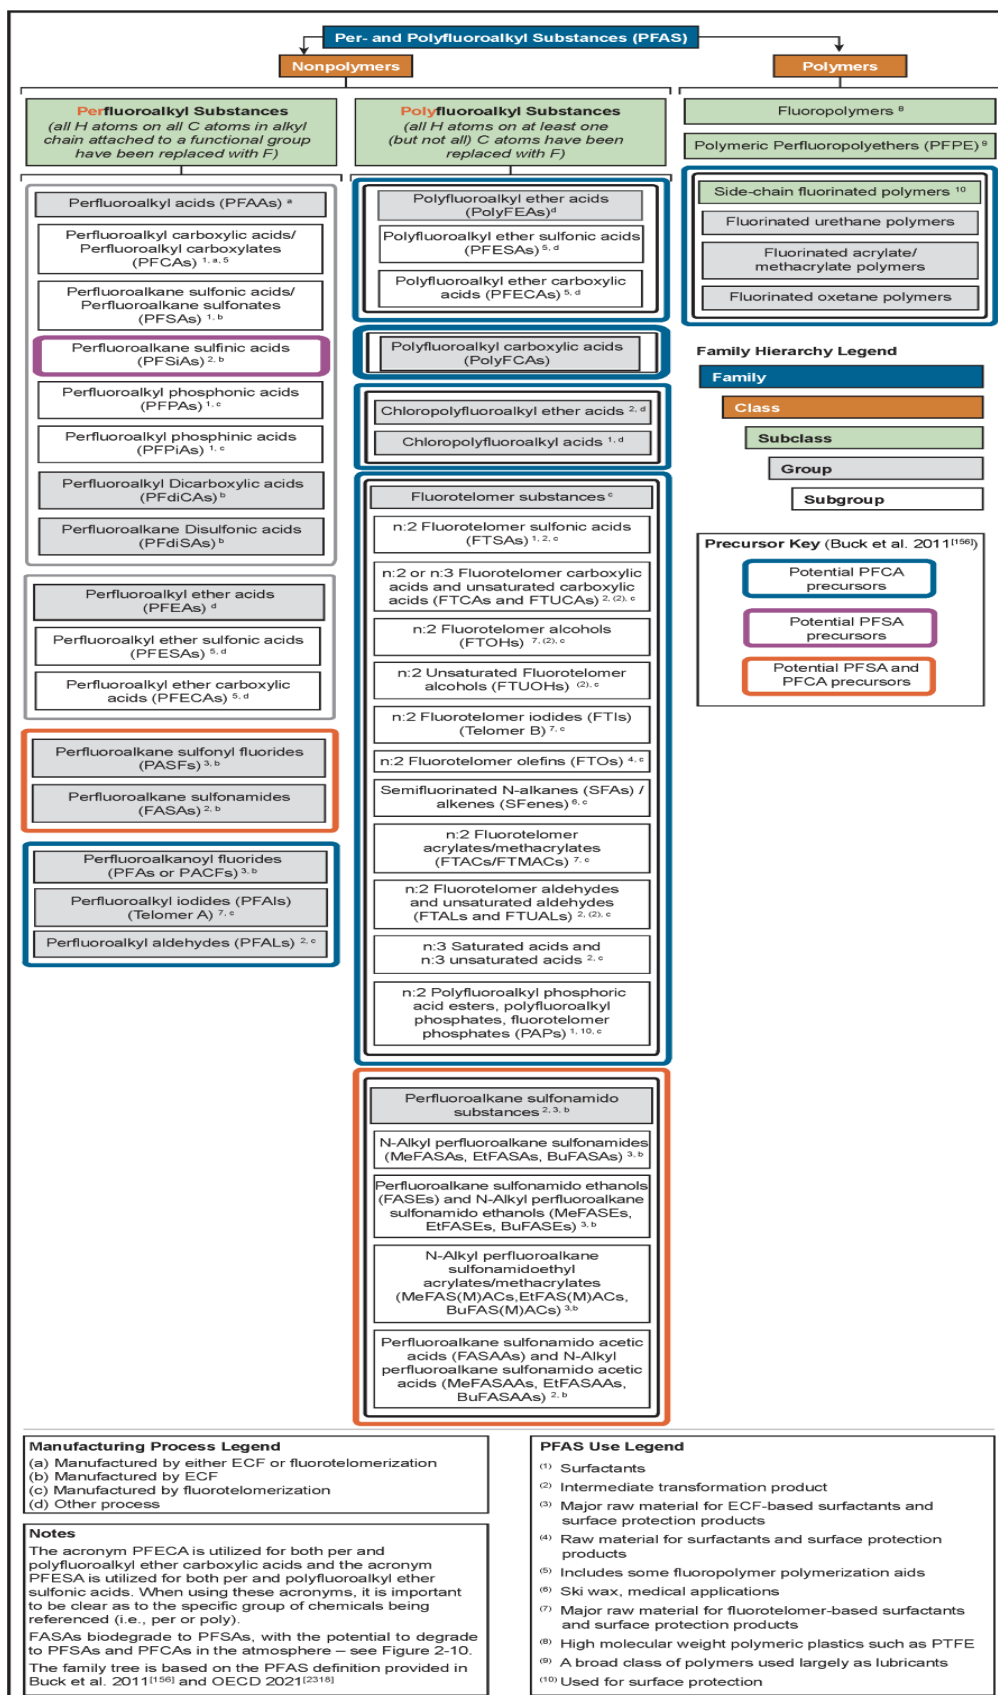 Per- and Polyfluoroalkyl Substances (PFAS)
Nonpolymers
Polymers
Perfluoroalkyl Substances
(all H atoms on all C atoms in alkyl
chain attached to a functional group
have been replaced with F)
Perfluoroalkyl acids (PFAAs) a
Perfluoroalkyl carboxylic acids/
Perfluoroalkyl carboxylates
(PFCAs) 1, a, 5
Perfluoroalkane sulfonic acids/
Perfluoroalkane sulfonates
(PFSAs) 1, b
Perfluoroalkane sulfinic acids
(PFSiAs) 2, b
Perfluoroalkyl phosphonic acids
(PFPAs) 1, c
Perfluoroalkyl phosphinic acids
(PFPiAs) 1, c
Perfluoroalkyl Dicarboxylic acids
(PFdiCAs) b
Perfluoroalkane Disulfonic acids
(PFdiSAs) b
Perfluoroalkyl ether acids
(PFEAs) d
Perfluoroalkyl ether sulfonic acids
(PFESAs) 5, d
Perfluoroalkyl ether carboxylic
acids (PFECAs) 5, d
Perfluoroalkane sulfonyl fluorides
(PASFs) 3, b
Perfluoroalkane sulfonamides
(FASAs) 2, b
Perfluoroalkanoyl fluorides
(PFAs or PACFs) 3, b
Perfluoroalkyl iodides (PFAIs)
(Telomer A) 7, c
Perfluoroalkyl aldehydes (PFALs) 2, c
Polyfluoroalkyl Substances
(all H atoms on at least one
(but not all) C atoms have been
replaced with F)
Polyfluoroalkyl ether acids
(PolyFEAs) d
Polyfluoroalkyl ether sulfonic acids
(PFESAs) 5, d
Polyfluoroalkyl ether carboxylic
acids (PFECAs) 5, d
Polyfluoroalkyl carboxylic acid
(PolyFCAs)
Chloropolyfluoroalkyl ether acids 2, d
Chloropolyfluoroalkyl acids 1, d
Fluorotelomer substances c
n:2 Fluorotelomer sulfonic acids
(FTSAs) 1, 2, c
n:2 or n:3 Fluorotelomer carboxylic
acids and unsaturated carboxylic
acids (FTCAs and FTUCAs) 2, (2), c
n:2 Fluorotelomer alcohols
(FTOHs) 7, (2), c
n:2 Unsaturated Fluorotelomer
alcohols (FTUOHs) (2), c
n:2 Fluorotelomer iodides (FTIs)
(Telomer B) 7, c
n:2 Fluorotelomer olefins (FTOs) 4, c
Semifluorinated N-alkanes (SFAs) /
alkenes (SFenes) 6, c
n:2 Fluorotelomer
acrylates/methacrylates
(FTACs/FTMACs) 7, c
n:2 Fluorotelomer aldehydes
and unsaturated aldehydes
(FTALs and FTUALs) 2, (2), c
n:3 Saturated acids and
n:3 unsaturated acids 2, c
n:2 Polyfluoroalkyl phosphoric
acid esters, polyfluoroalkyl
phosphates, fluorotelomer
phosphates (PAPs) 1, 10, c
Perfluoroalkane sulfonamido
substances 2, 3, b
N-Alkyl perfluoroalkane sulfonamides
(MeFASAs, EtFASAs, BuFASAs) 3, b
Perfluoroalkane sulfonamido ethanols
(FASEs) and N-Alkyl perfluoroalkane
sulfonamido ethanols (MeFASEs,
EtFASEs, BuFASEs) 3, b
N-Alkyl perfluoroalkane
sulfonamidoethyl
acrylates/methacrylates
(MeFAS(M)ACs,EtFAS(M)ACs,
BuFAS(M)ACs) 3,b
Perfluoroalkane sulfonamido acetic
acids (FASAAs) and N-Alkyl
perfluoroalkane sulfonamido acetic
acids (MeFASAAs, EtFASAAs,
BuFASAAs) 2, b
Fluoropolymers 8
Polymeric Perfluoropolyethers (PFPE) 9
Side-chain fluorinated polymers 10
Fluorinated urethane polymers
Fluorinated acrylate/
methacrylate polymers
Fluorinated oxetane polymers
Family Hierarchy Legend
Family
Class
Subclass
Group
Subgroup
Precursor Key (Buck et al. 2011[156])
Potential PFCA
precursors
Potential PFSA
precursors
Potential PFSA and
PFCA precursors
Manufacturing Process Legend
(a) Manufactured by either ECF or fluorotelomerization
(b) Manufactured by ECF
(c) Manufactured by fluorotelomerization
(d) Other process
Notes
The acronym PFECA is utilized for both per and
polyfluoroalkyl ether carboxylic acids and the acronym
PFESA is utilized for both per and polyfluoroalkyl ether
sulfonic acids. When using these acronyms, it is important
to be clear as to the specific group of chemicals being
referenced (i.e., per or poly).
FASAs biodegrade to PFSAs, with the potential to degrade
to PFSAs and PFCAs in the atmosphere – see Figure 2-10.
The family tree is based on the PFAS definition provided in
Buck et al. 2011[156] and OECD 2021[2318]
PFAS Use Legend
(1) Surfactants
(2) Intermediate transformation product
(3) Major raw material for ECF-based surfactants and
surface protection products
(4) Raw material for surfactants and surface protection
products
(5) Includes some fluoropolymer polymerization aids
(6) Ski wax, medical applications
(7) Major raw material for fluorotelomer-based surfactants
and surface protection products
(8) High molecular weight polymeric plastics such as PTFE
(9) A broad class of polymers used largely as lubricants
(10) Used for surface protection